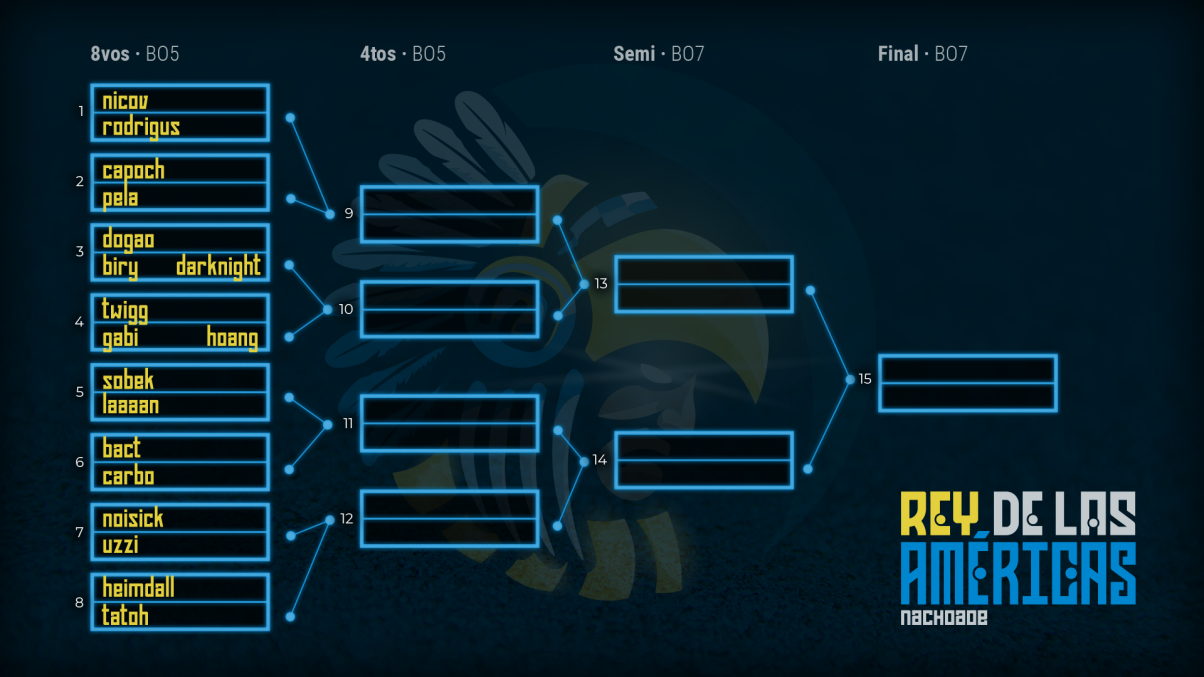 8vos · BO5
4tos · BO5
Semi · BO7
Final · BO7
1
nicov
rodrigus
2
capoch
pela
3
dogao
biry darknight
4
twigg
gabi hoang
5
sobek
laaaan
6
bact
carbo
7
noisick
uzzi
8
heimdall
tatoh
9
10
11
12
13
14
15
REY DE LAS
AMÉRICAS
nachoaoe